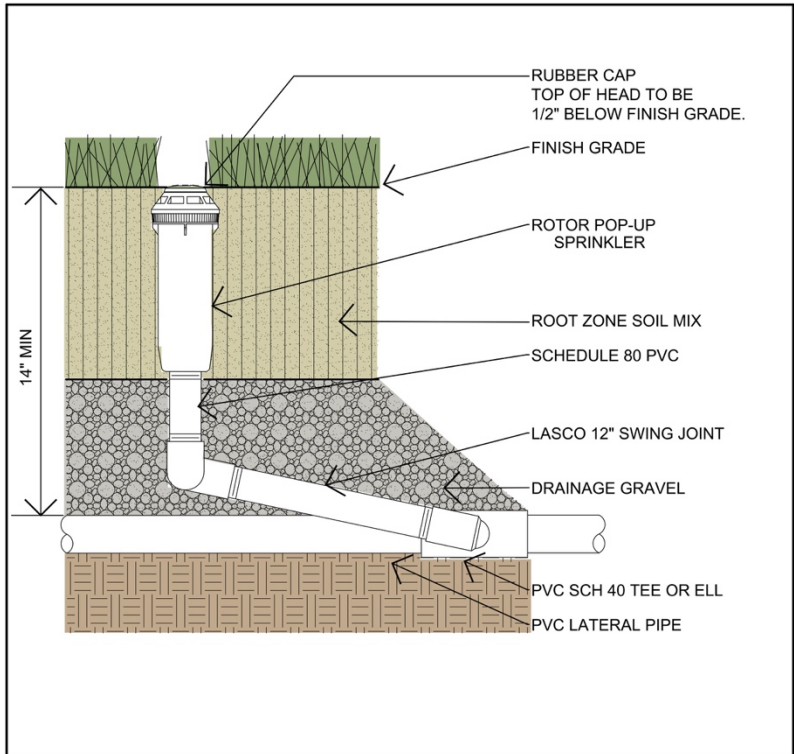 RUBBER CAP
TOP OF HEAD TO BE
1/2" BELOW FINISH GRADE.
FINISH GRADE
ROTOR POP-UP
SPRINKLER
ROOT ZONE SOIL MIX
SCHEDULE 80 PVC
14" MIN
LASCO 12" SWING JOINT
DRAINAGE GRAVEL
PVC SCH 40 TEE OR ELL
PVC LATERAL PIPE